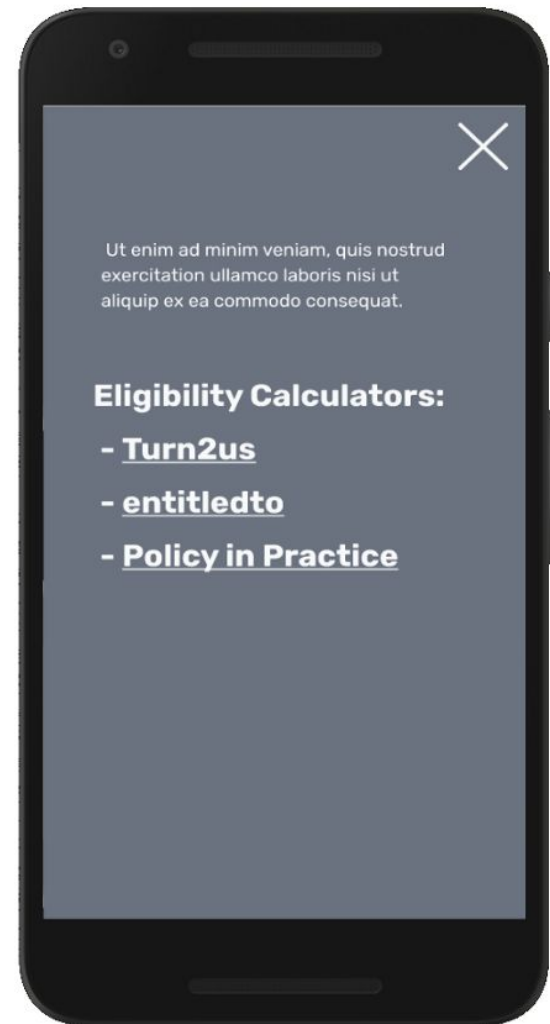 Ut enim ad minim veniam, quis nostrud
exercitation ullamco laboris nisi ut
aliquip ex ea commodo consequat.
Eligibility Calculators:
- Turn2us
- entitledto
- Policy in Practice